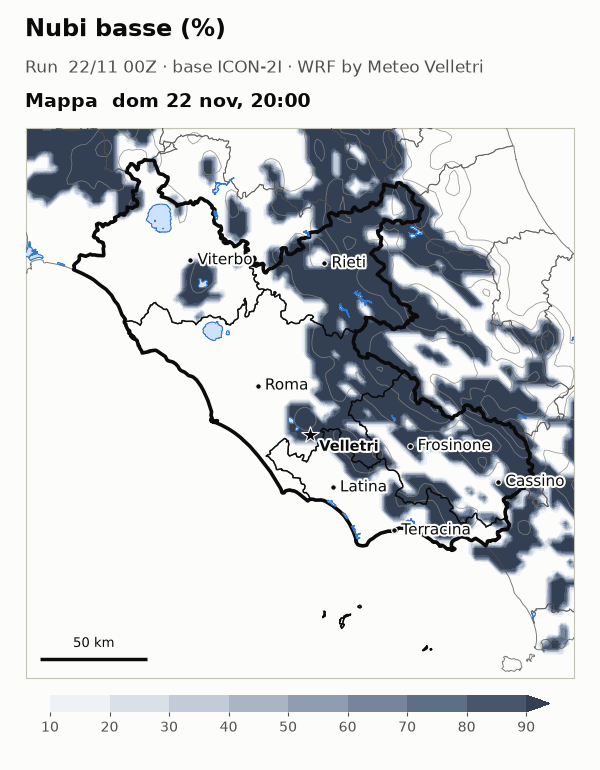 Nubi basse (%)
Run  22/11 00Z · base ICON-2I · WRF by Meteo Velletri
Mappa  dom 22 nov, 20:00
Viterbo
Rieti
Roma
Velletri
Frosinone
Cassino
Latina
Terracina
50 km
10 20 30 40 50 60 70 80 90